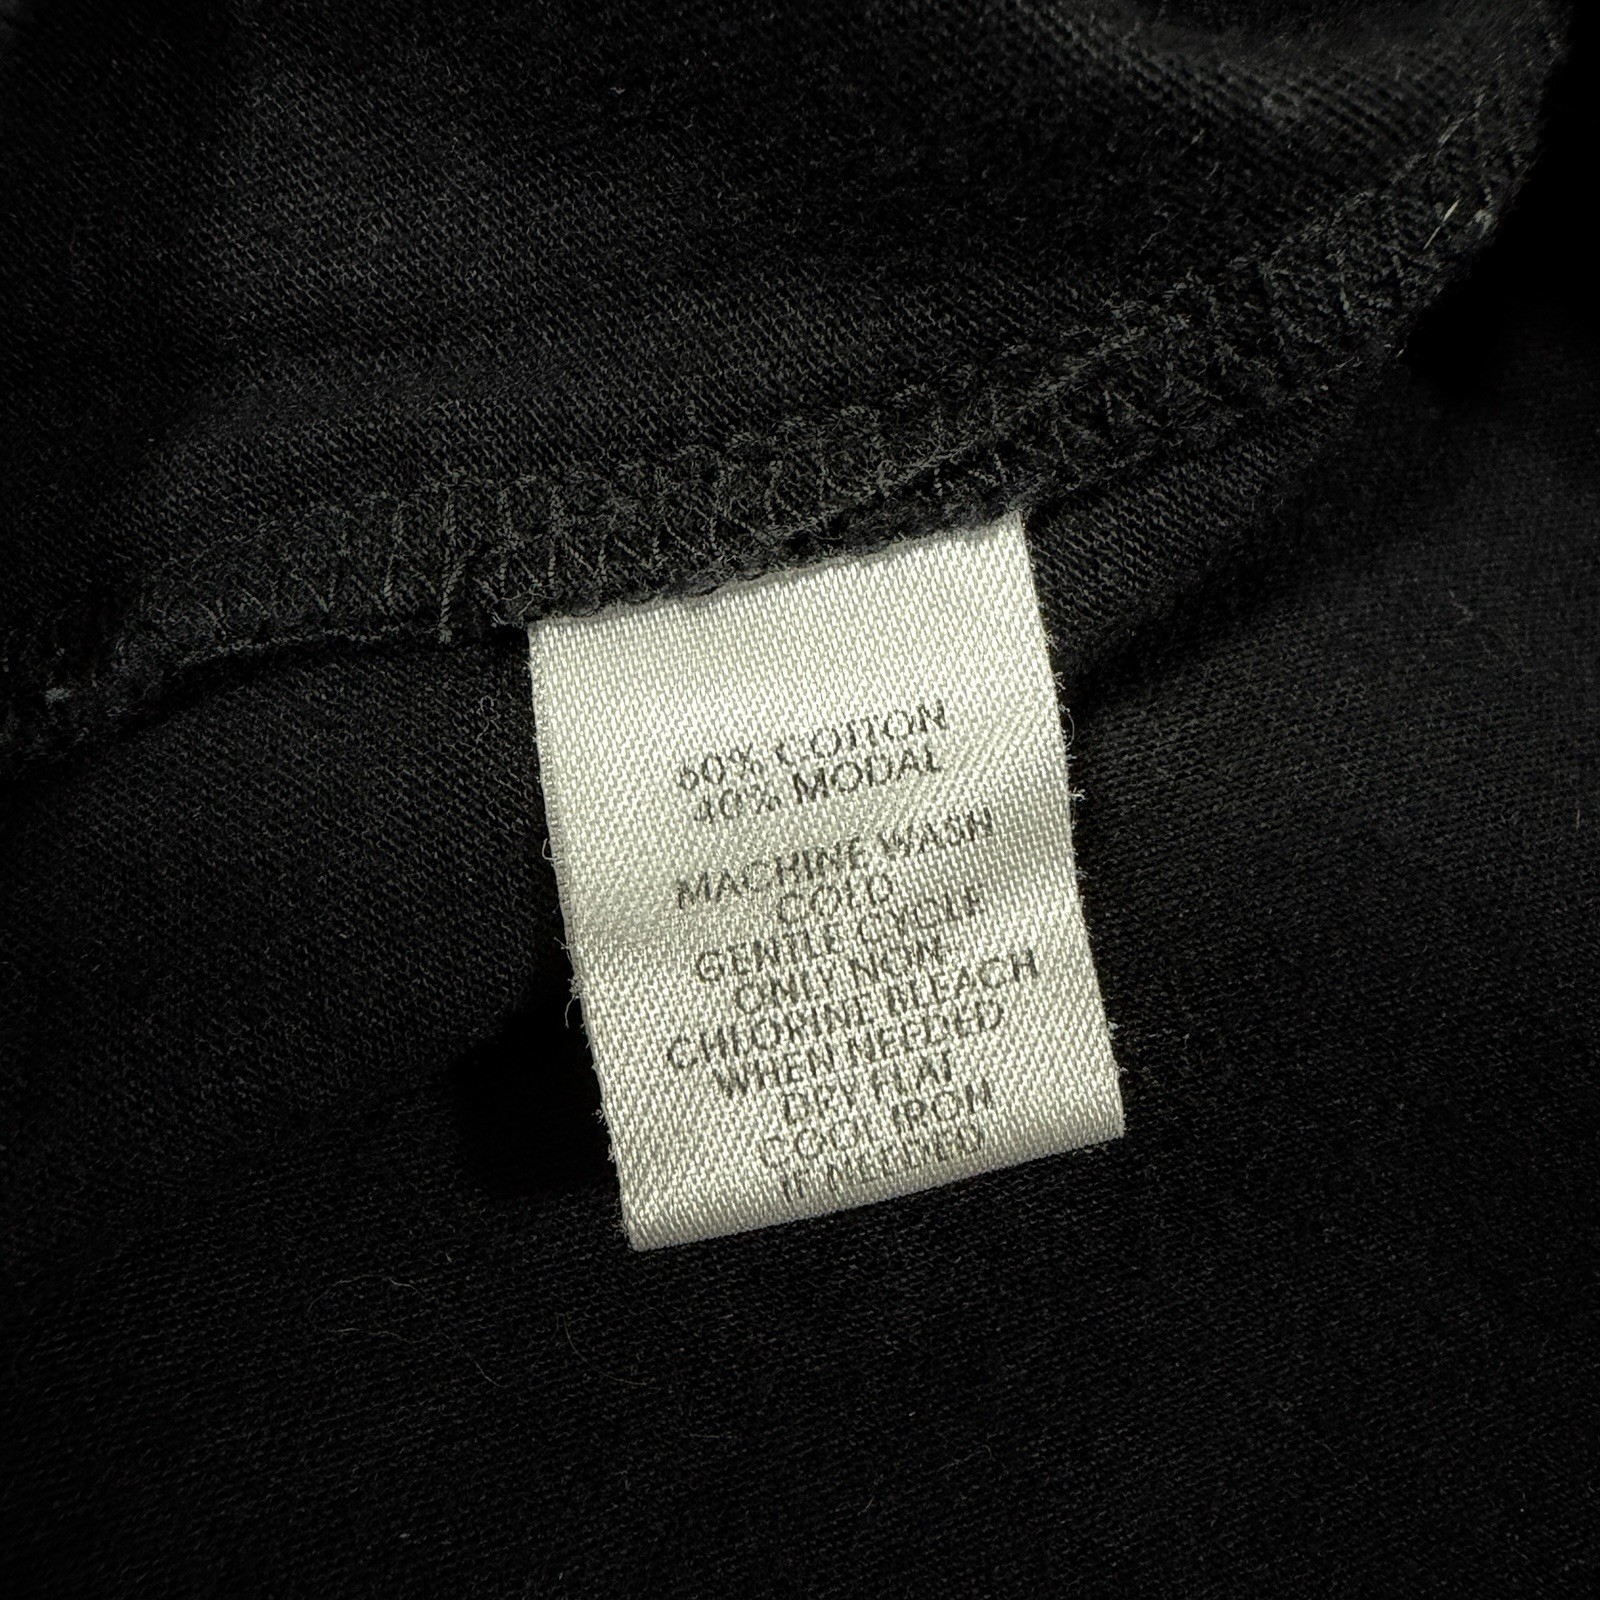 60% COTTON
40% MODAL
MACHINE WASH
COLD
GENTLE CYCLE
ONLY NON-
CHLORINE BLEACH
WHEN NEEDED
DRY FLAT
COOL IRON
IF NEEDED